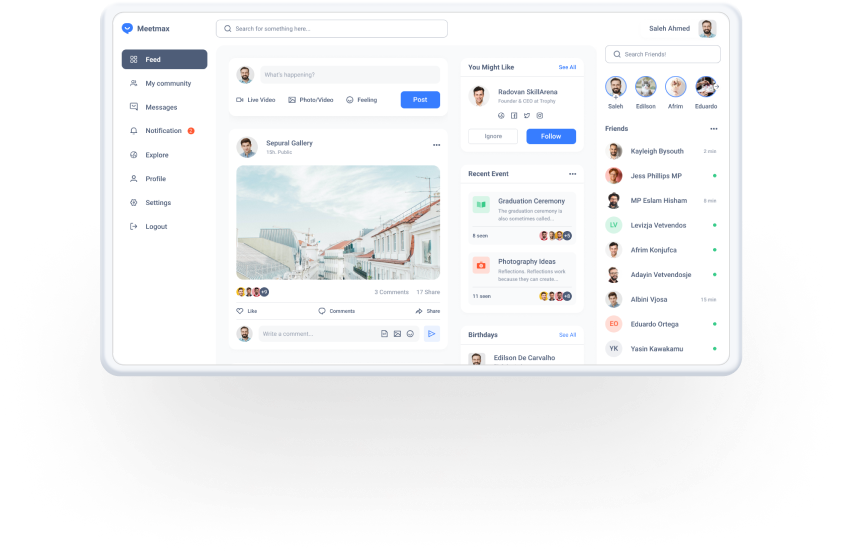 Meetmax
Search for something here...
Saleh Ahmed
Feed
My community
Messages
Notification 2
Explore
Profile
Settings
Logout
What's happening?
Live Video
Photo/Video
Feeling
Post
Sepural Gallery
15h. Public
+9
3 Comments
17 Share
Like
Comments
Share
Write a comment...
You Might Like
See All
Radovan SkillArena
Founder & CEO at Trophy
Ignore
Follow
Recent Event
Graduation Ceremony
The graduation ceremony is
also sometimes called...
8 seen
+9
Photography Ideas
Reflections. Reflections work
because they can create...
11 seen
+9
Birthdays
See All
Edilson De Carvalho
Search Friends!
Saleh
Edilson
Afrim
Eduardo
Friends
Kayleigh Bysouth
2 min
Jess Phillips MP
MP Eslam Hisham
8 min
LV
Levizja Vetvendos
Afrim Konjufca
Adayin Vetvendosje
Albini Vjosa
15 min
EO
Eduardo Ortega
YK
Yasin Kawakamu